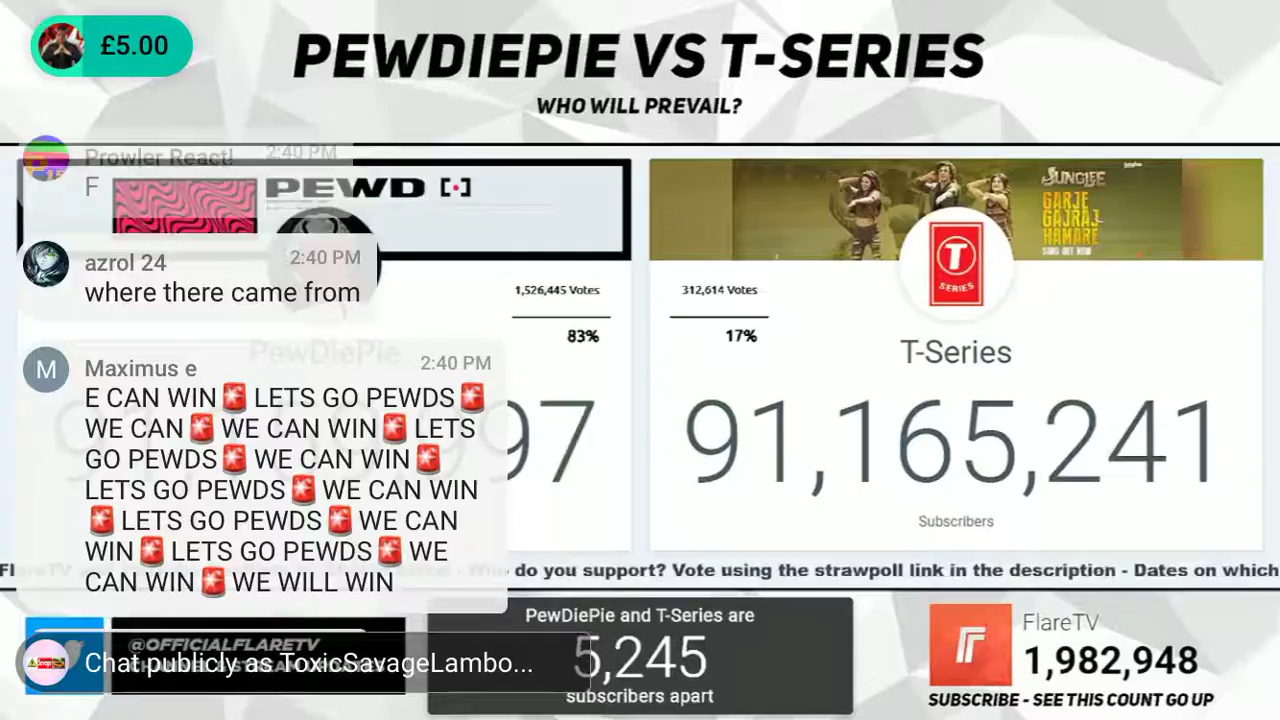 £5.00
PEWDIEPIE VS T-SERIES
WHO WILL PREVAIL?
Prowler React! 2:40 PM
F
PEWD [·]
azrol 24 2:40 PM
where there came from
1,526,445 Votes
83%
PewDiePie
Maximus e 2:40 PM
E CAN WIN🚨LETS GO PEWDS🚨
WE CAN🚨WE CAN WIN🚨LETS
GO PEWDS🚨WE CAN WIN🚨
LETS GO PEWDS🚨WE CAN WIN
🚨LETS GO PEWDS🚨WE CAN
WIN🚨LETS GO PEWDS🚨WE
CAN WIN🚨WE WILL WIN
97
JUNGLEE
GARJE
GAJRAJ
HAMARE
T
SERIES
312,614 Votes
17%
T-Series
91,165,241
Subscribers
do you support? Vote using the strawpoll link in the description - Dates on which
@OFFICIALFLARETV
Chat publicly as ToxicSavageLambo...
PewDiePie and T-Series are
5,245
subscribers apart
FlareTV
1,982,948
SUBSCRIBE - SEE THIS COUNT GO UP